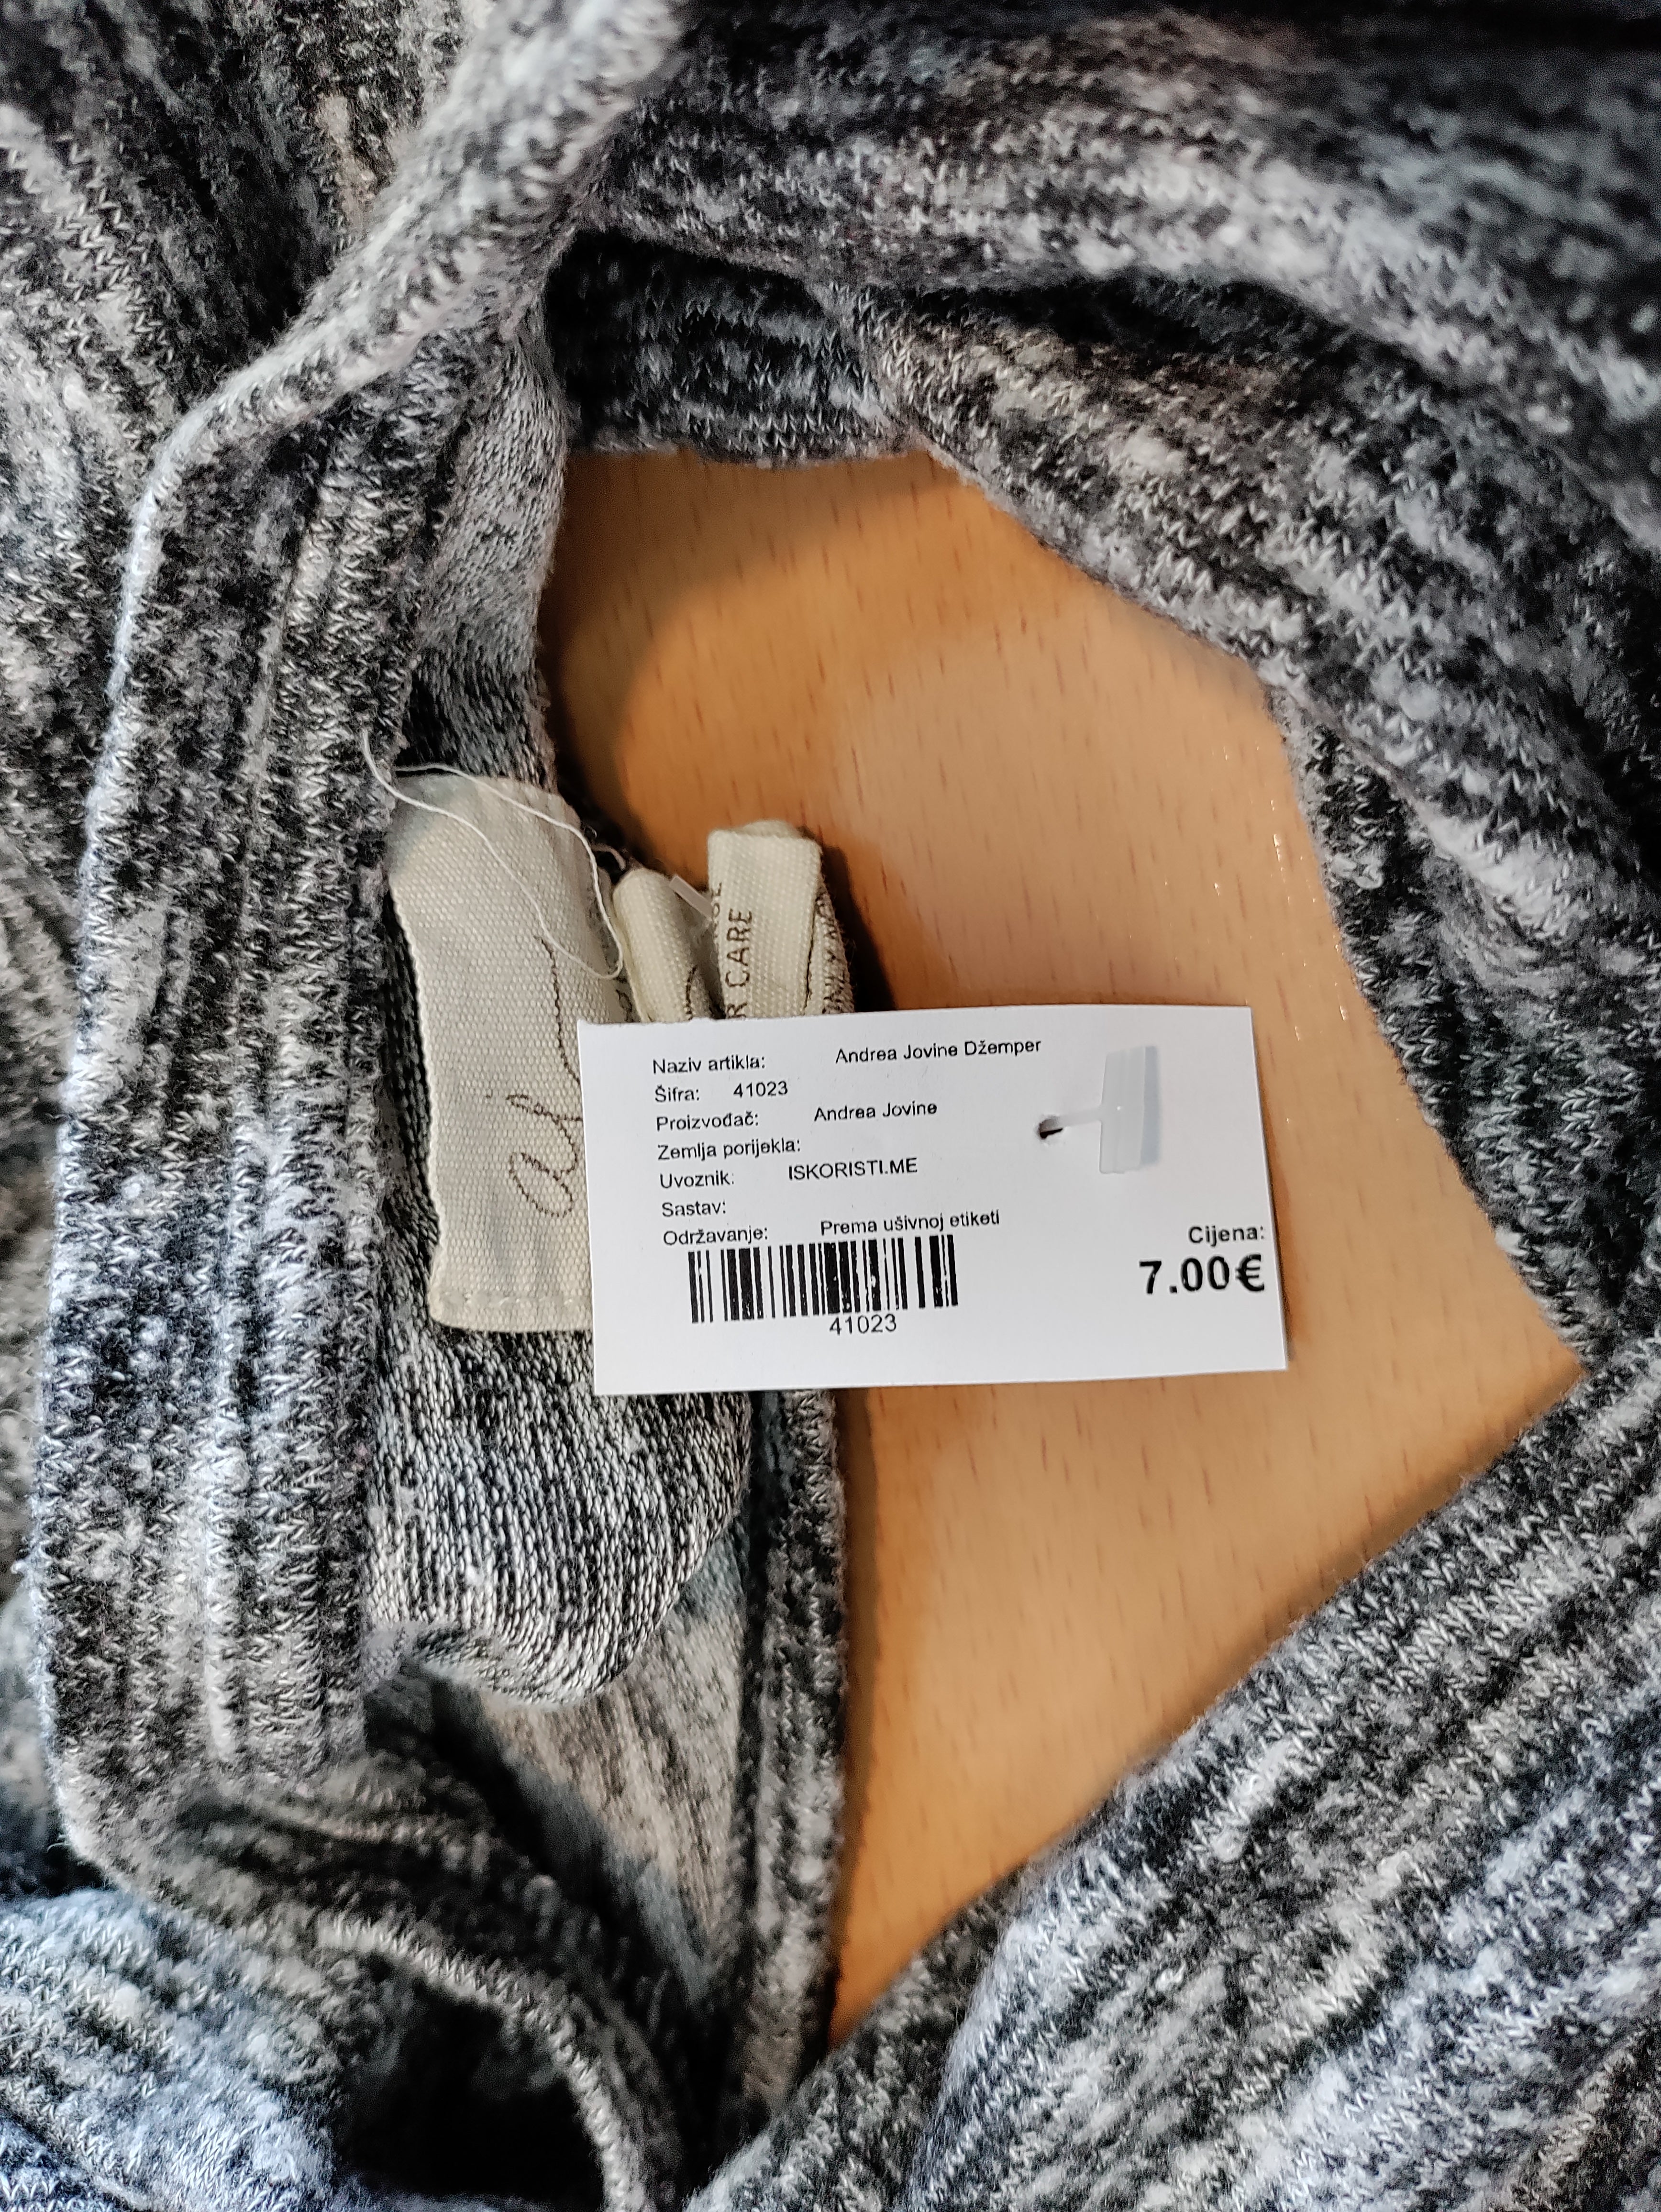 R CARE
Naziv artikla: Andrea Jovine Džemper
Šifra: 41023
Proizvođač: Andrea Jovine
Zemlja porijekla:
Uvoznik: ISKORISTI.ME
Sastav:
Održavanje: Prema ušivnoj etiketi
Cijena:
7.00€
41023